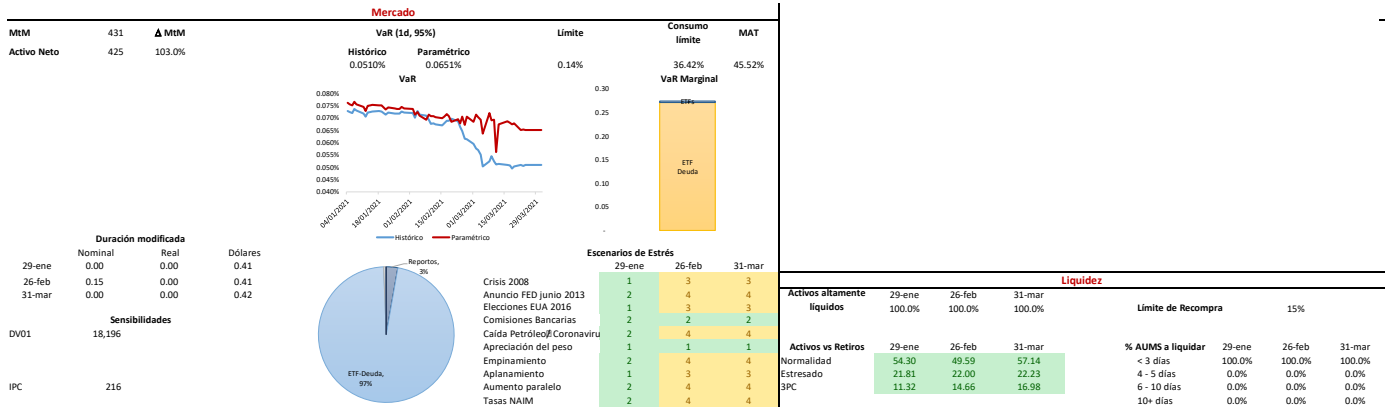 Mercado
MtM 431 Δ MtM
Activo Neto 425 103.0%
VaR (1d, 95%) Límite Consumo límite MAT
Histórico Paramétrico
0.0510% 0.0651% 0.14% 36.42% 45.52%
VaR
0.080%
0.075%
0.070%
0.065%
0.060%
0.055%
0.050%
0.045%
0.040%
04/01/2021 18/01/2021 01/02/2021 15/02/2021 01/03/2021 15/03/2021 29/03/2021
Histórico Paramétrico
VaR Marginal
0.30
0.25
0.20
0.15
0.10
0.05
-
ETFs
ETF
Deuda
Duración modificada
Nominal Real Dólares
29-ene 0.00 0.00 0.41
26-feb 0.15 0.00 0.41
31-mar 0.00 0.00 0.42
Sensibilidades
DV01 18,196
IPC 216
Reportos,
3%
ETF-Deuda,
97%
Escenarios de Estrés
29-ene 26-feb 31-mar
Crisis 2008 1 3 3
Anuncio FED junio 2013 2 4 4
Elecciones EUA 2016 1 3 3
Comisiones Bancarias 2 2 2
Caída Petróleo/ Coronaviru 2 4 4
Apreciación del peso 1 1 1
Empinamiento 2 4 4
Aplanamiento 1 3 3
Aumento paralelo 2 4 4
Tasas NAIM 2 4 4
Liquidez
Activos altamente
líquidos
29-ene 26-feb 31-mar
100.0% 100.0% 100.0%
Límite de Recompra 15%
Activos vs Retiros 29-ene 26-feb 31-mar
Normalidad 54.30 49.59 57.14
Estresado 21.81 22.00 22.23
3PC 11.32 14.66 16.98
% AUMS a liquidar 29-ene 26-feb 31-mar
< 3 días 100.0% 100.0% 100.0%
4 - 5 días 0.0% 0.0% 0.0%
6 - 10 días 0.0% 0.0% 0.0%
10+ días 0.0% 0.0% 0.0%